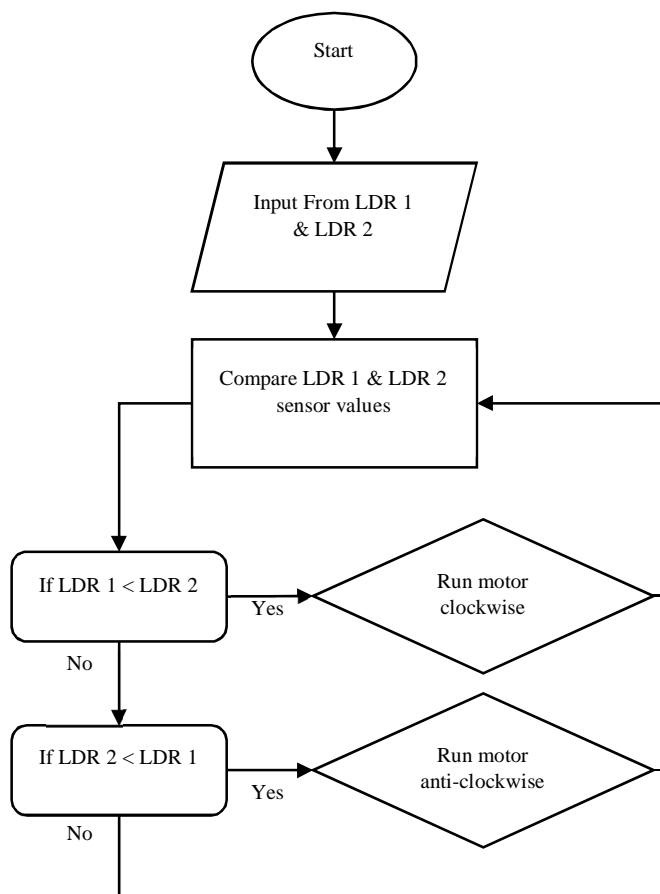 Start
Input From LDR 1
& LDR 2
Compare LDR 1 & LDR 2
sensor values
If LDR 1 < LDR 2
Yes
Run motor
clockwise
No
If LDR 2 < LDR 1
Yes
Run motor
anti-clockwise
No